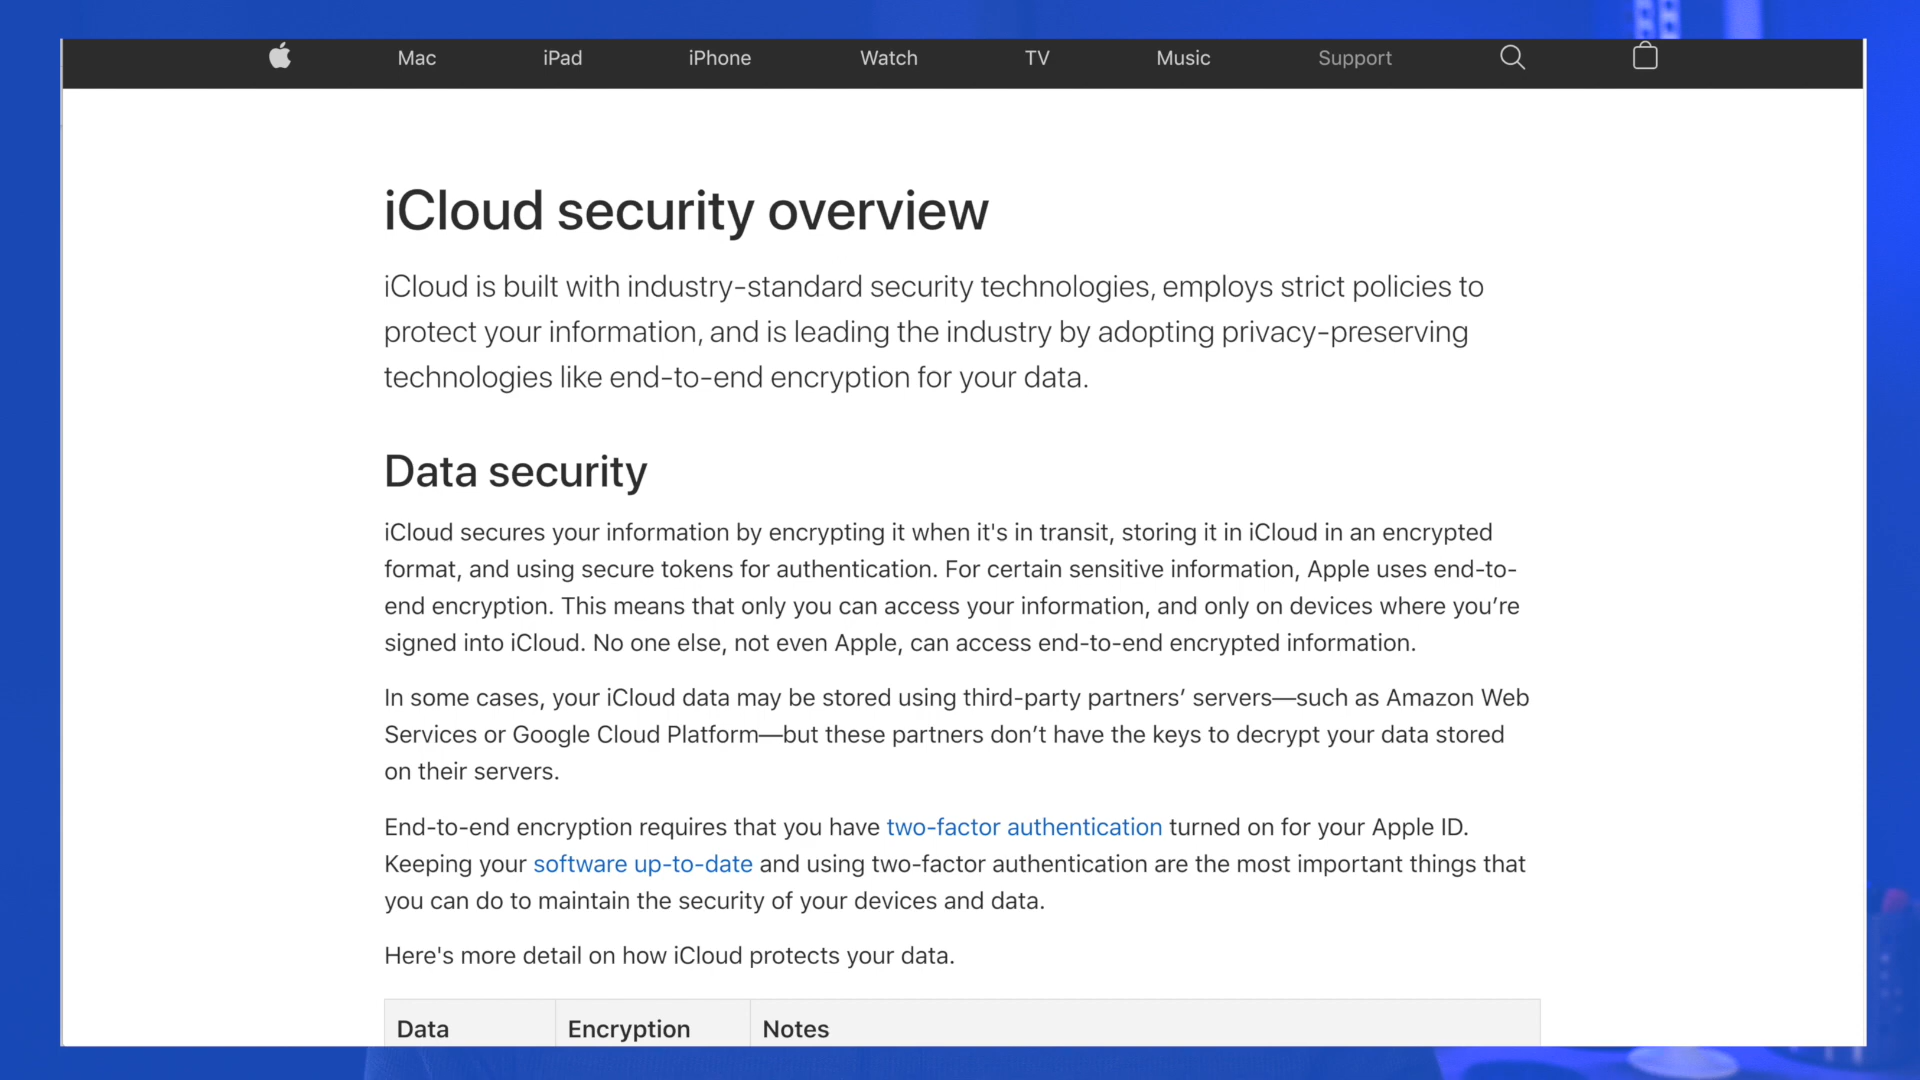 Mac iPad iPhone Watch TV Music Support
iCloud security overview
iCloud is built with industry-standard security technologies, employs strict policies to
protect your information, and is leading the industry by adopting privacy-preserving
technologies like end-to-end encryption for your data.
Data security
iCloud secures your information by encrypting it when it's in transit, storing it in iCloud in an encrypted
format, and using secure tokens for authentication. For certain sensitive information, Apple uses end-to-
end encryption. This means that only you can access your information, and only on devices where you’re
signed into iCloud. No one else, not even Apple, can access end-to-end encrypted information.
In some cases, your iCloud data may be stored using third-party partners’ servers—such as Amazon Web
Services or Google Cloud Platform—but these partners don’t have the keys to decrypt your data stored
on their servers.
End-to-end encryption requires that you have two-factor authentication turned on for your Apple ID.
Keeping your software up-to-date and using two-factor authentication are the most important things that
you can do to maintain the security of your devices and data.
Here's more detail on how iCloud protects your data.
Data Encryption Notes